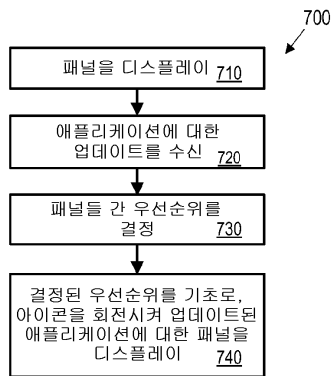 700
패널을 디스플레이 710
애플리케이션에 대한
업데이트를 수신 720
패널들 간 우선순위를
결정 730
결정된 우선순위를 기초로,
아이콘을 회전시켜 업데이트된
애플리케이션에 대한 패널을
디스플레이 740